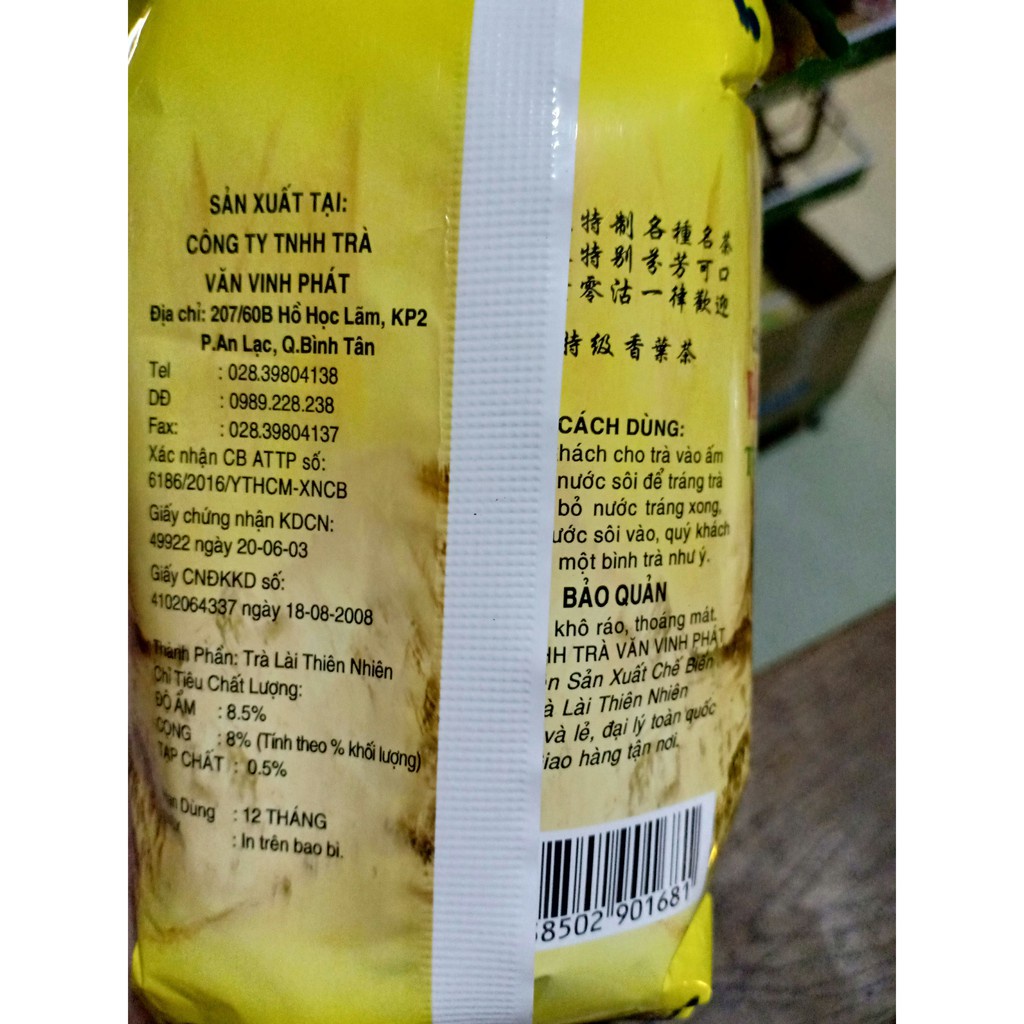 SẢN XUẤT TẠI:
CÔNG TY TNHH TRÀ
VĂN VINH PHÁT
Địa chỉ: 207/60B Hồ Học Lãm, KP2
P.An Lạc, Q.Bình Tân
Tel : 028.39804138
DĐ : 0989.228.238
Fax: : 028.39804137
Xác nhận CB ATTP số:
6186/2016/YTHCM-XNCB
Giấy chứng nhận KDCN:
49922 ngày 20-06-03
Giấy CNĐKKD số:
4102064337 ngày 18-08-2008
Thành Phần: Trà Lài Thiên Nhiên
Chỉ Tiêu Chất Lượng:
ĐỘ ẨM : 8.5%
CỌNG : 8% (Tính theo % khối lượng)
TẠP CHẤT : 0.5%
Dùng : 12 THÁNG
: In trên bao bì.
特制各種名茶
特别芬芳可口
零沽一律歡迎
特级香葉茶
CÁCH DÙNG:
khách cho trà vào ấm
nước sôi để tráng trà
bỏ nước tráng xong,
sôi vào, quý khách
một bình trà như ý.
BẢO QUẢN
khô ráo, thoáng mát.
TRÀ VĂN VINH PHÁT
Sản Xuất Chế Biến
Lài Thiên Nhiên
và lẻ, đại lý toàn quốc
hàng tận nơi.
8502 901681